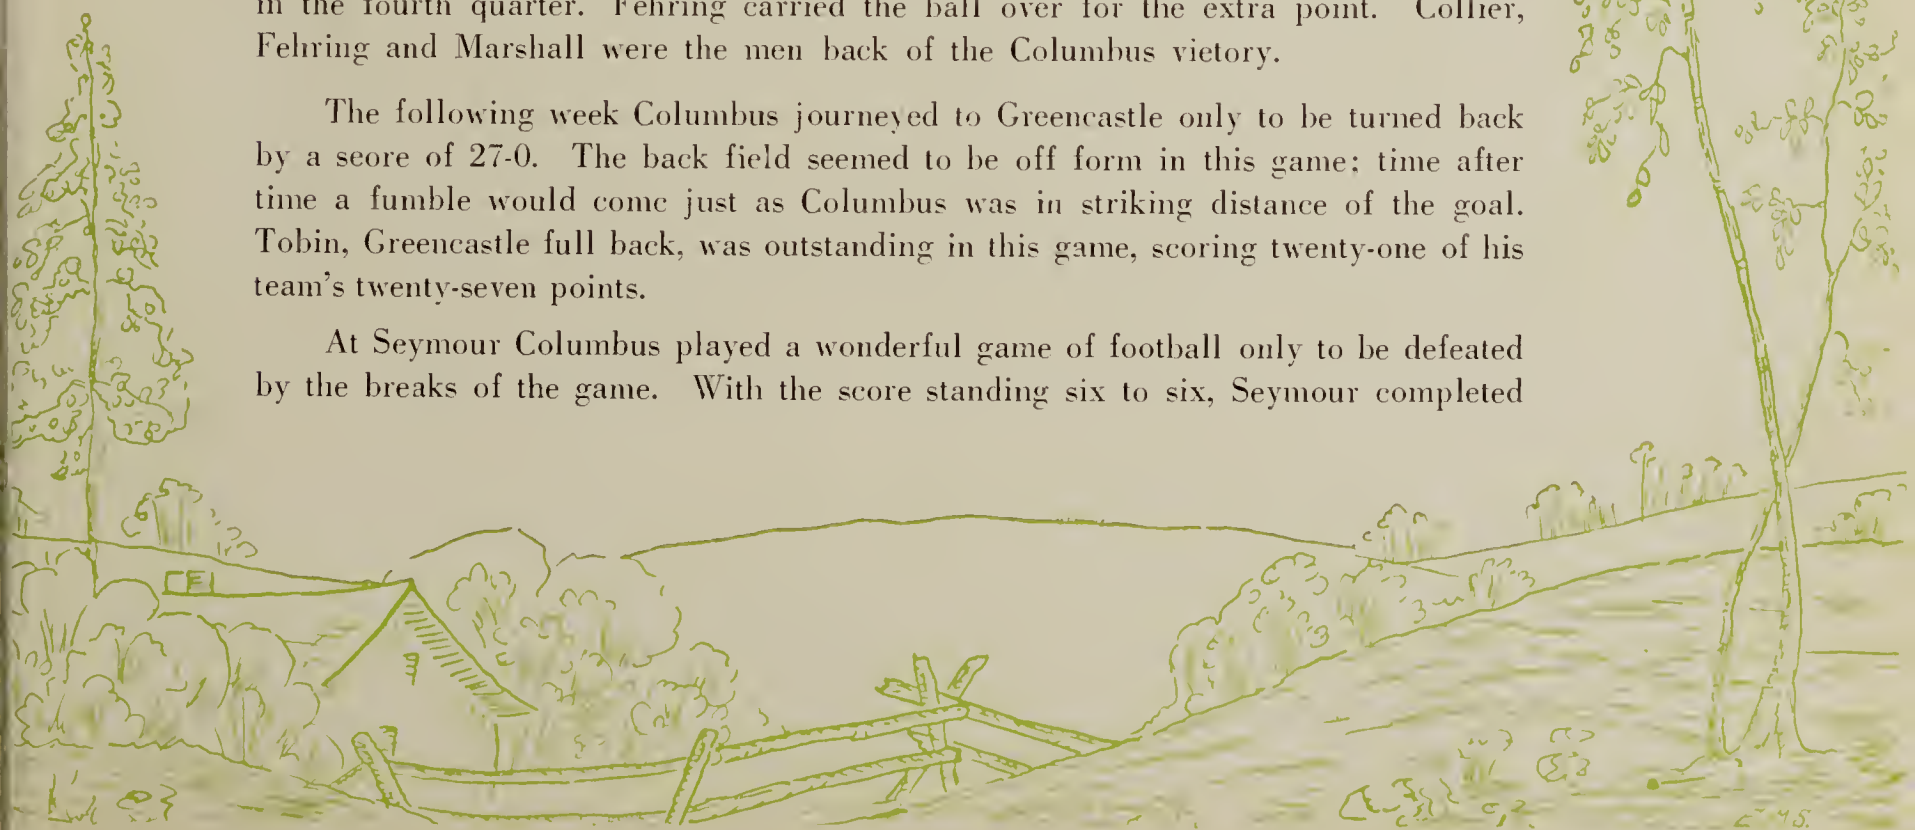 in the fourth quarter. Fehring carried the ball over for the extra point. Collier,
Fehring and Marshall were the men back of the Columbus victory.
The following week Columbus journeyed to Greencastle only to be turned back
by a score of 27-0. The back field seemed to be off form in this game; time after
time a fumble would come just as Columbus was in striking distance of the goal.
Tobin, Greencastle full back, was outstanding in this game, scoring twenty-one of his
team's twenty-seven points.
At Seymour Columbus played a wonderful game of football only to be defeated
by the breaks of the game. With the score standing six to six, Seymour completed